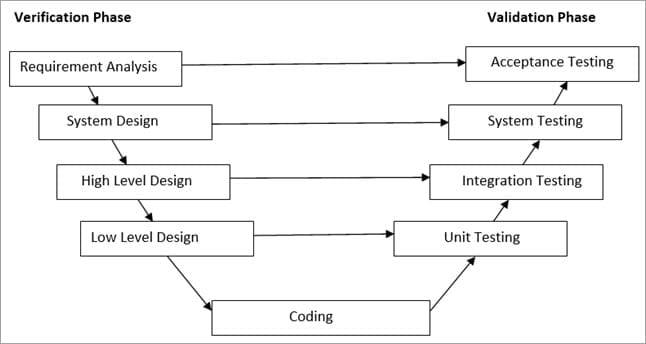 Verification Phase
Validation Phase
Requirement Analysis
Acceptance Testing
System Design
System Testing
High Level Design
Integration Testing
Low Level Design
Unit Testing
Coding